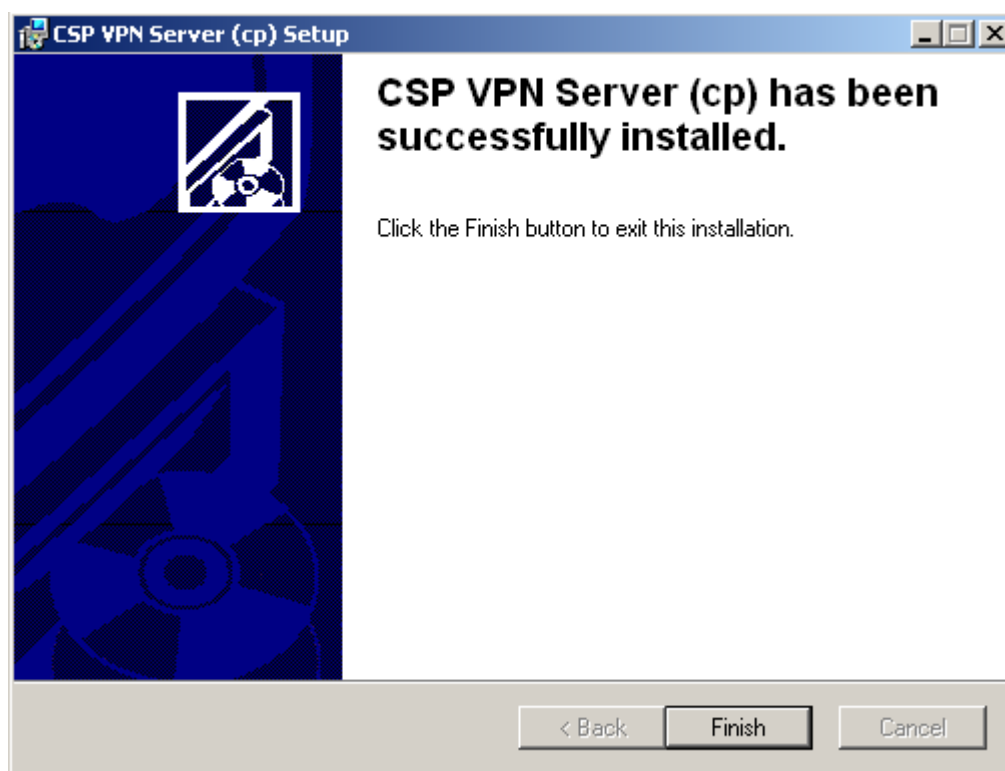 CSP VPN Server (cp) Setup
CSP VPN Server (cp) has been
successfully installed.
Click the Finish button to exit this installation.
< Back
Finish
Cancel